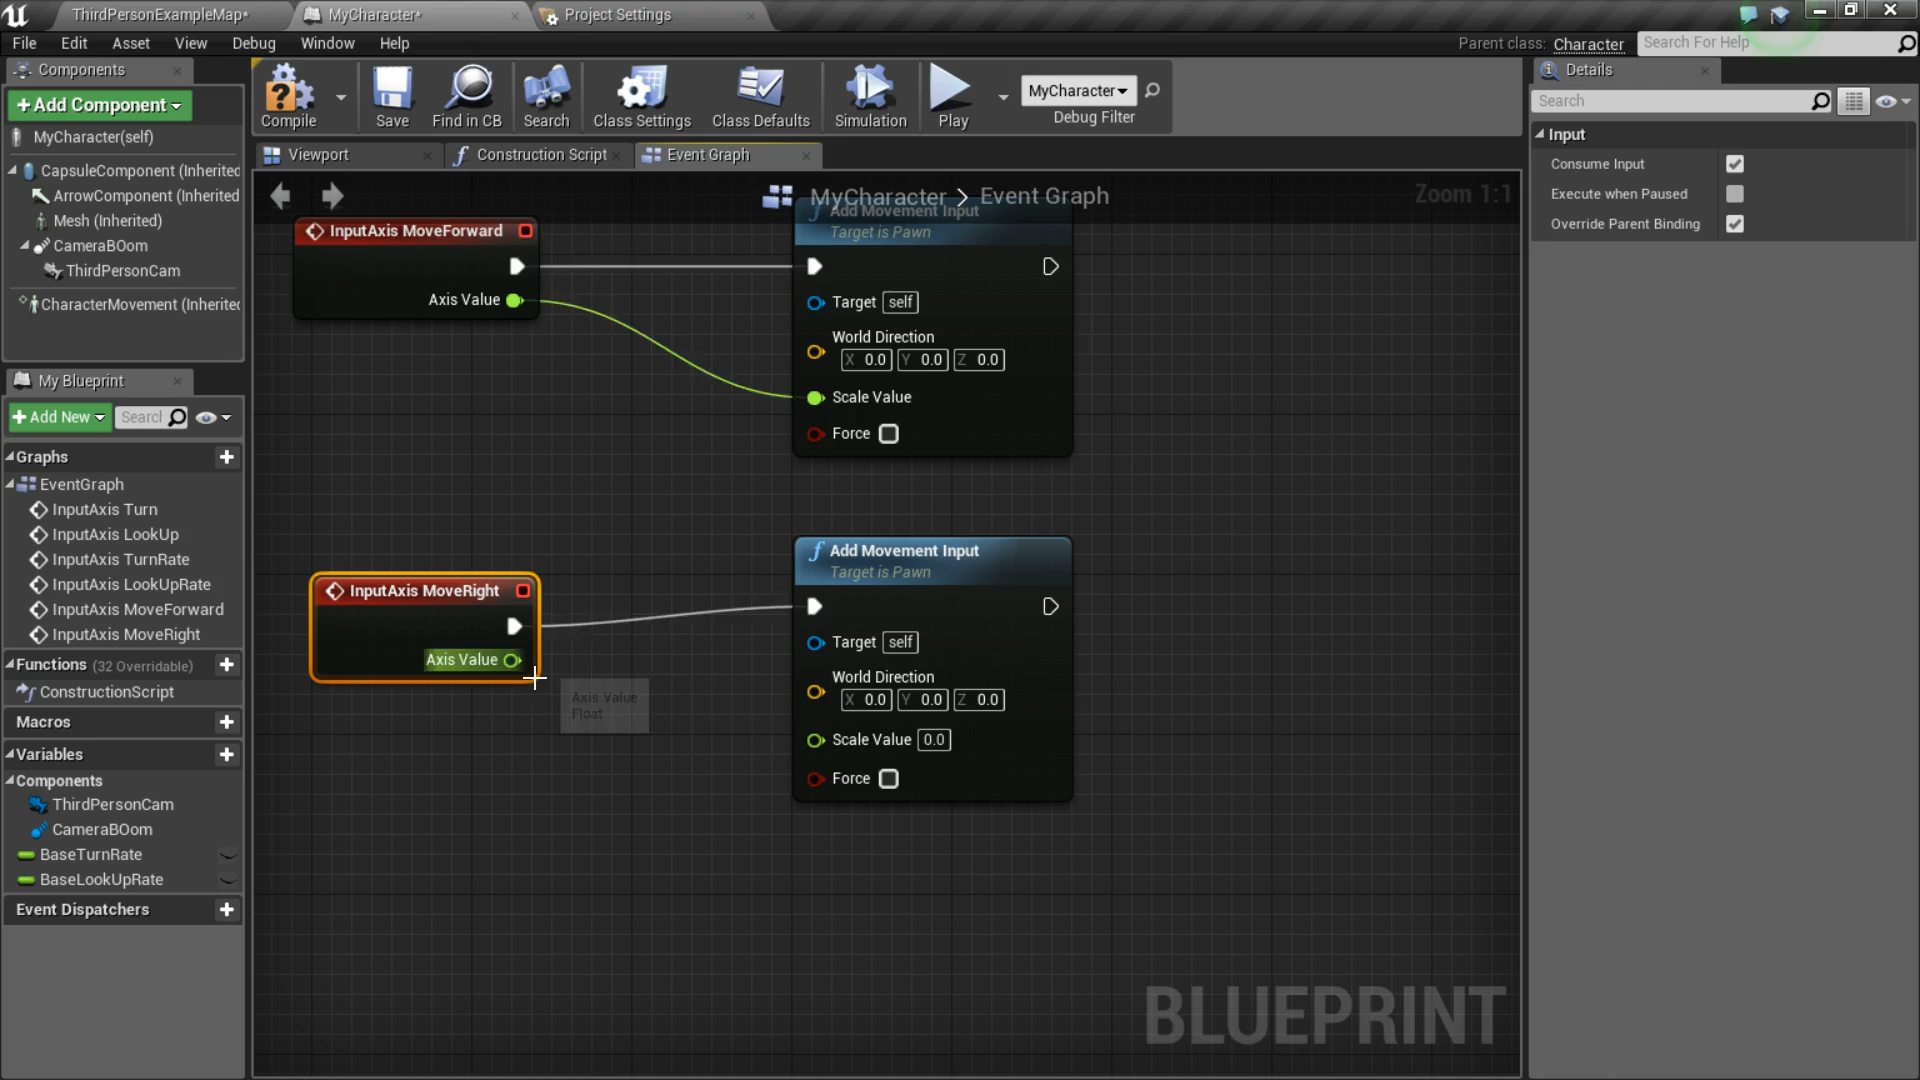 ThirdPersonExampleMap*
MyCharacter*
Project Settings
File
Edit
Asset
View
Debug
Window
Help
Parent class: Character
Search For Help
Components
+Add Component
MyCharacter(self)
CapsuleComponent (Inherited
ArrowComponent (Inherited
Mesh (Inherited)
CameraBOom
ThirdPersonCam
CharacterMovement (Inherited
My Blueprint
+Add New
Search
Graphs
EventGraph
InputAxis Turn
InputAxis LookUp
InputAxis TurnRate
InputAxis LookUpRate
InputAxis MoveForward
InputAxis MoveRight
Functions (32 Overridable)
ConstructionScript
Macros
Variables
Components
ThirdPersonCam
CameraBOom
BaseTurnRate
BaseLookUpRate
Event Dispatchers
Compile
Save
Find in CB
Search
Class Settings
Class Defaults
Simulation
Play
MyCharacter
Debug Filter
Viewport
Construction Script
Event Graph
MyCharacter > Event Graph
Zoom 1:1
InputAxis MoveForward
Axis Value
Add Movement Input
Target is Pawn
Target self
World Direction
X 0.0 Y 0.0 Z 0.0
Scale Value
Force
InputAxis MoveRight
Axis Value
Axis Value
Float
Add Movement Input
Target is Pawn
Target self
World Direction
X 0.0 Y 0.0 Z 0.0
Scale Value 0.0
Force
BLUEPRINT
Details
Search
Input
Consume Input
Execute when Paused
Override Parent Binding